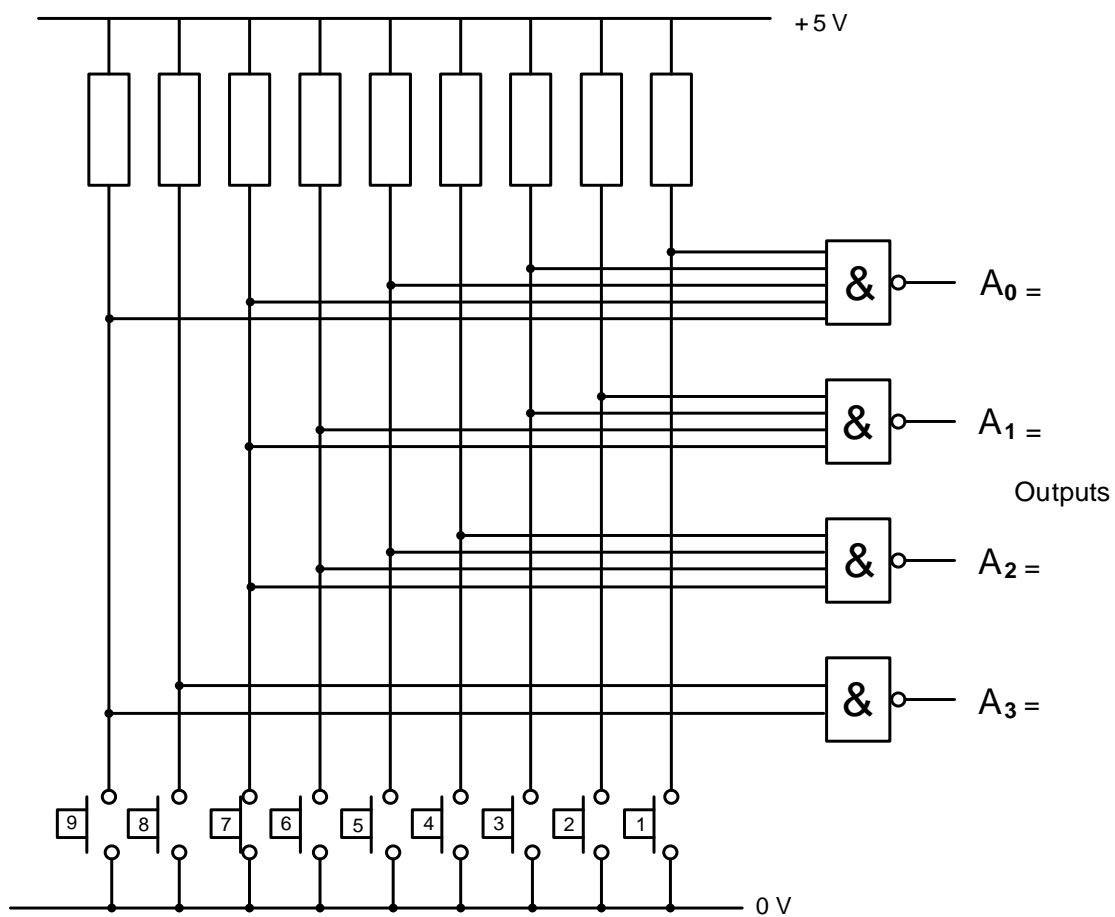 + 5 V
& A0 =
& A1 =
Outputs
& A2 =
& A3 =
9 8 7 6 5 4 3 2 1
0 V